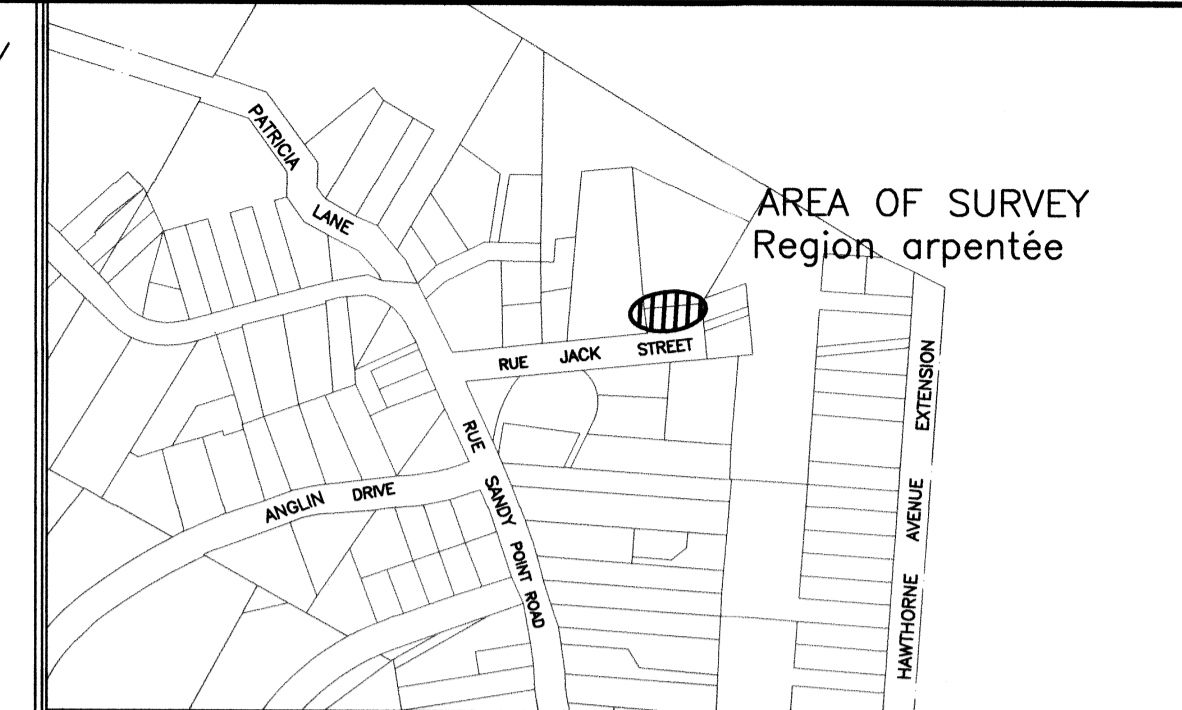 PATRICIA
LANE
AREA OF SURVEY
Region arpentée
RUE JACK STREET
RUE SANDY POINT ROAD
ANGLIN DRIVE
HAWTHORNE AVENUE EXTENSION